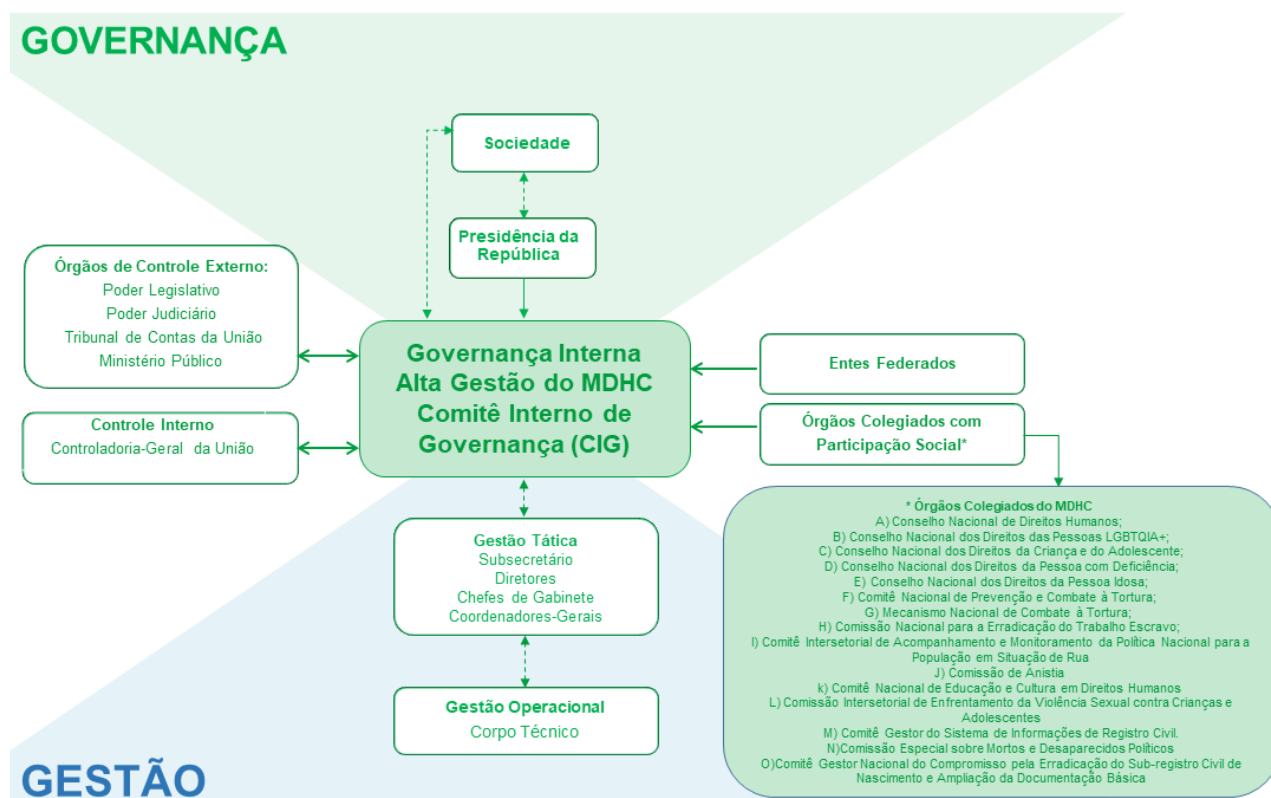 GOVERNANÇA
Sociedade
Presidência da
República
Órgãos de Controle Externo:
Poder Legislativo
Poder Judiciário
Tribunal de Contas da União
Ministério Público
Controle Interno
Controladoria-Geral da União
Governança Interna
Alta Gestão do MDHC
Comitê Interno de
Governança (CIG)
Entes Federados
Órgãos Colegiados com
Participação Social*
Gestão Tática
Subsecretário
Diretores
Chefes de Gabinete
Coordenadores-Gerais
Gestão Operacional
Corpo Técnico
* Órgãos Colegiados do MDHC
A) Conselho Nacional de Direitos Humanos;
B) Conselho Nacional dos Direitos das Pessoas LGBTQIA+;
C) Conselho Nacional dos Direitos da Criança e do Adolescente;
D) Conselho Nacional dos Direitos da Pessoa com Deficiência;
E) Conselho Nacional dos Direitos da Pessoa Idosa;
F) Comitê Nacional de Prevenção e Combate à Tortura;
G) Mecanismo Nacional de Combate à Tortura;
H) Comissão Nacional para a Erradicação do Trabalho Escravo;
I) Comitê Intersetorial de Acompanhamento e Monitoramento da Política Nacional para a
População em Situação de Rua
J) Comissão de Anistia
k) Comitê Nacional de Educação e Cultura em Direitos Humanos
L) Comissão Intersetorial de Enfrentamento da Violência Sexual contra Crianças e
Adolescentes
M) Comitê Gestor do Sistema de Informações de Registro Civil.
N)Comissão Especial sobre Mortos e Desaparecidos Políticos
O)Comitê Gestor Nacional do Compromisso pela Erradicação do Sub-registro Civil de
Nascimento e Ampliação da Documentação Básica
GESTÃO